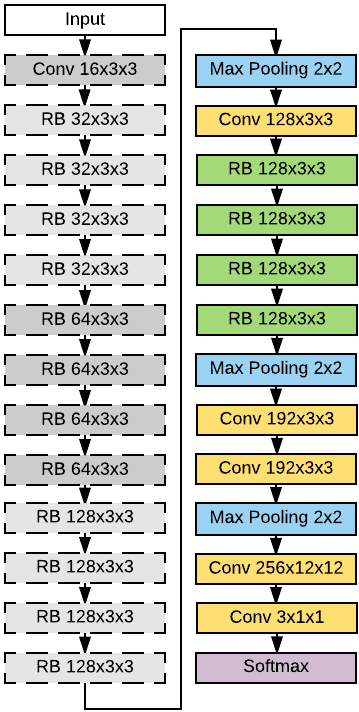 Input
Conv 16x3x3
RB 32x3x3
RB 32x3x3
RB 32x3x3
RB 32x3x3
RB 64x3x3
RB 64x3x3
RB 64x3x3
RB 64x3x3
RB 128x3x3
RB 128x3x3
RB 128x3x3
RB 128x3x3
Max Pooling 2x2
Conv 128x3x3
RB 128x3x3
RB 128x3x3
RB 128x3x3
RB 128x3x3
Max Pooling 2x2
Conv 192x3x3
Conv 192x3x3
Max Pooling 2x2
Conv 256x12x12
Conv 3x1x1
Softmax